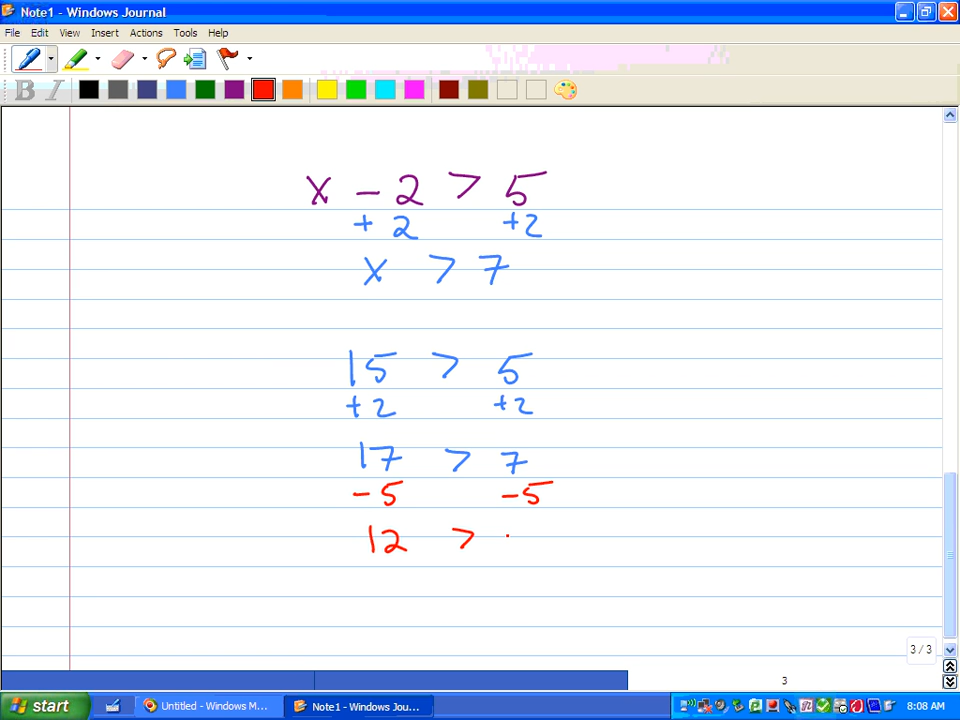 Note1 - Windows Journal
File Edit View Insert Actions Tools Help
B I
x - 2 > 5
+ 2 +2
x > 7
15 > 5
+2 +2
17 > 7
-5 -5
12 >
3 / 3
3
start Untitled - Windows M... Note1 - Windows Jou... 8:08 AM